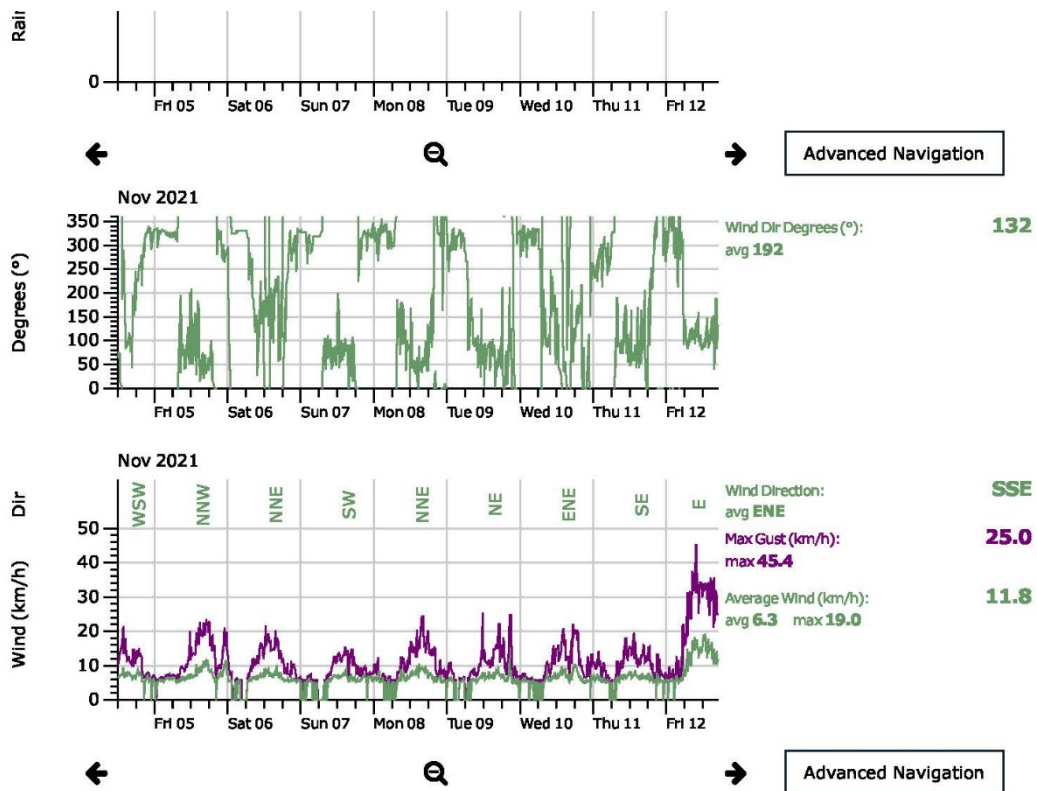 Rai
0
Fri 05 Sat 06 Sun 07 Mon 08 Tue 09 Wed 10 Thu 11 Fri 12
Advanced Navigation
Nov 2021
Degrees (°)
350
300
250
200
150
100
50
0
Fri 05 Sat 06 Sun 07 Mon 08 Tue 09 Wed 10 Thu 11 Fri 12
Wind Dir Degrees (°): 132
avg 192
Nov 2021
Dir
WSW NNW NNE SW NNE NE ENE SE E
Wind Direction: SSE
avg ENE
Wind (km/h)
50
40
30
20
10
0
Max Gust (km/h): 25.0
max 45.4
Average Wind (km/h): 11.8
avg 6.3 max 19.0
Fri 05 Sat 06 Sun 07 Mon 08 Tue 09 Wed 10 Thu 11 Fri 12
Advanced Navigation